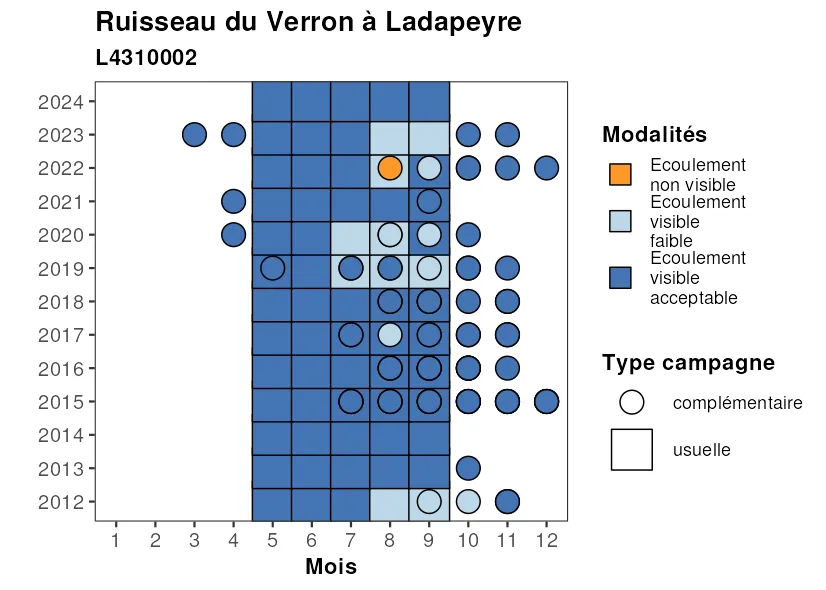 Ruisseau du Verron à Ladapeyre
L4310002
2024
2023
2022
2021
2020
2019
2018
2017
2016
2015
2014
2013
2012
1 2 3 4 5 6 7 8 9 10 11 12
Mois
Modalités
Ecoulement
non visible
Ecoulement
visible
faible
Ecoulement
visible
acceptable
Type campagne
complémentaire
usuelle